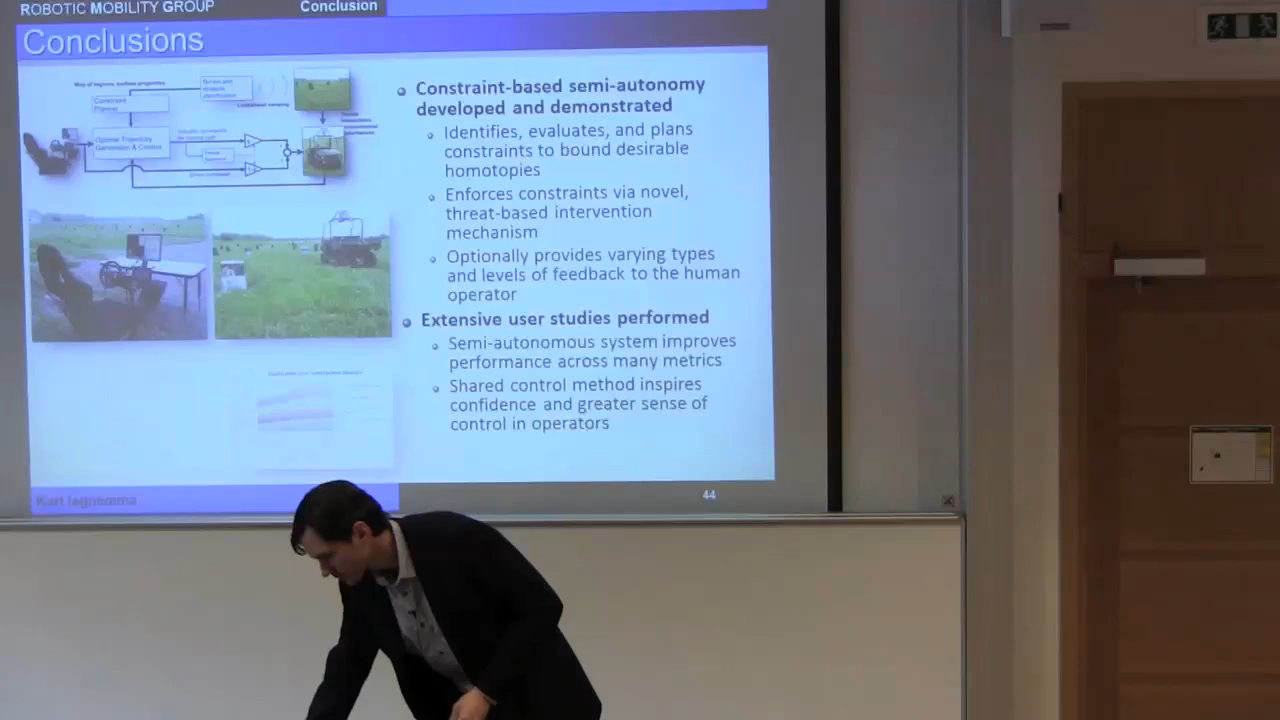 ROBOTIC MOBILITY GROUP
Conclusion
Conclusions
Constraint-based semi-autonomy
developed and demonstrated
Identifies, evaluates, and plans
constraints to bound desirable
homotopies
Enforces constraints via novel,
threat-based intervention
mechanism
Optionally provides varying types
and levels of feedback to the human
operator
Extensive user studies performed
Semi-autonomous system improves
performance across many metrics
Shared control method inspires
confidence and greater sense of
control in operators
Karl Iagnemma
44